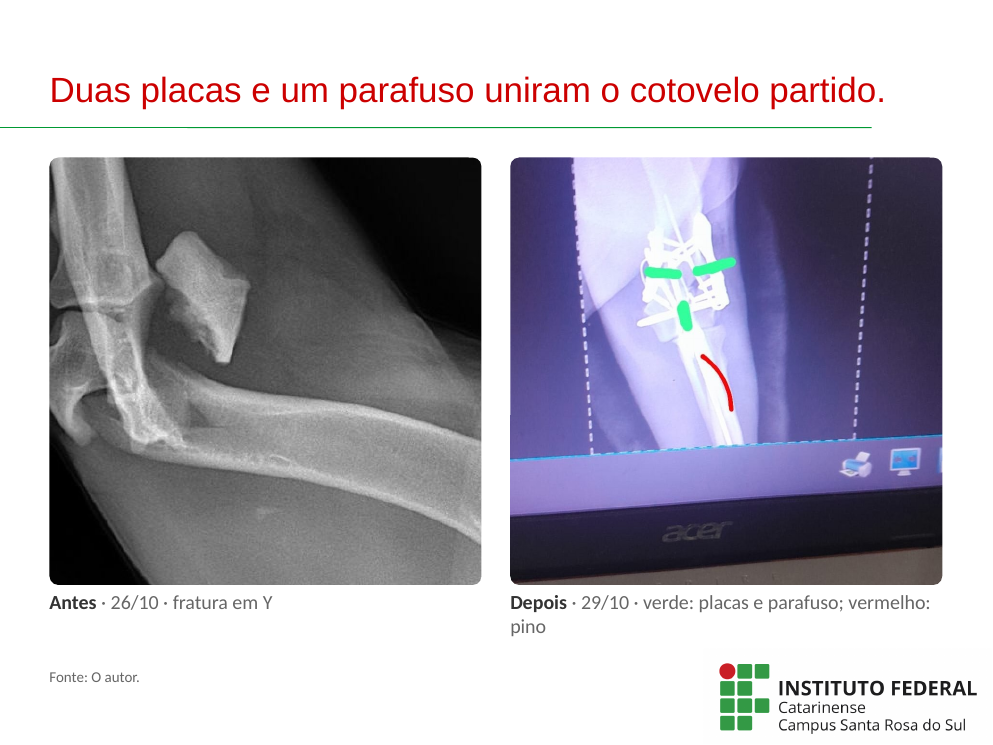 Duas placas e um parafuso uniram o cotovelo partido.
acer
Antes · 26/10 · fratura em Y
Depois · 29/10 · verde: placas e parafuso; vermelho:
pino
Fonte: O autor.
INSTITUTO FEDERAL
Catarinense
Campus Santa Rosa do Sul